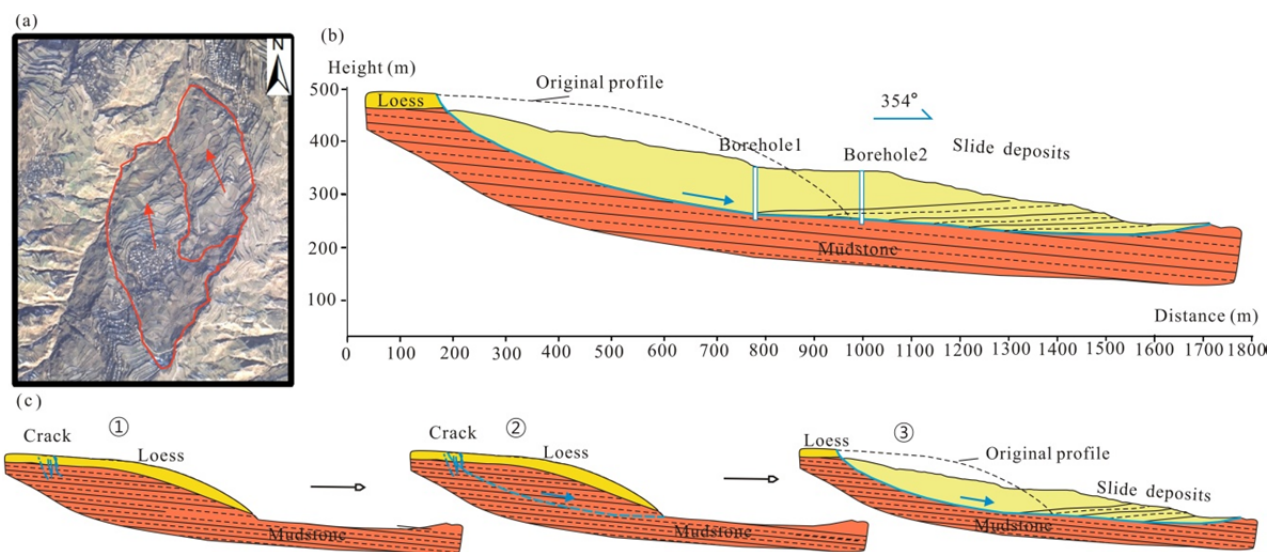 (a)
N
(b)
Height (m)
500
400
300
200
100
Loess
Original profile
354°
Borehole1
Borehole2
Slide deposits
Mudstone
Distance (m)
0 100 200 400 500 600 700 800 900 1000 1100 1200 1300 1400 1500 1600 1700 1800
(c)
Crack
①
Loess
Mudstone
Crack
②
Loess
Mudstone
Loess
③
Original profile
Slide deposits
Mudstone